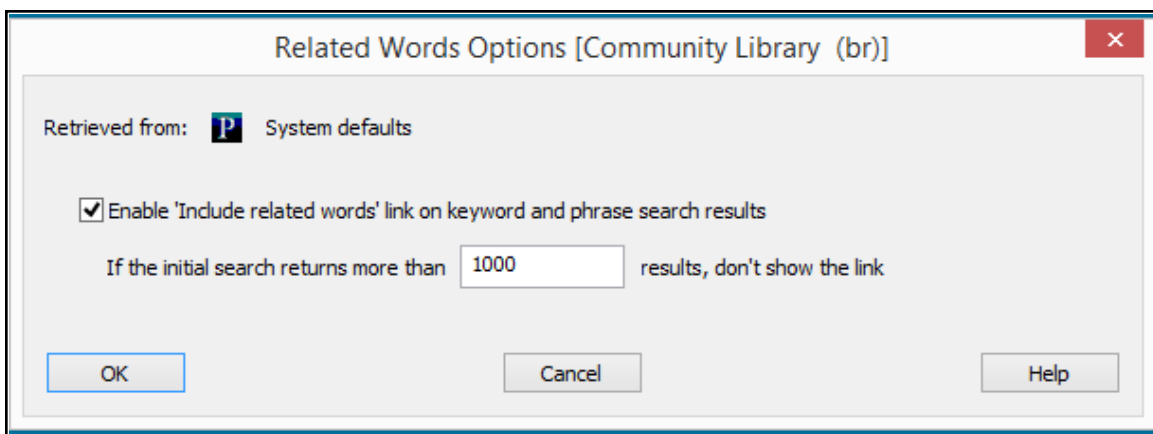 Related Words Options [Community Library (br)]
Retrieved from: P System defaults
Enable 'Include related words' link on keyword and phrase search results
If the initial search returns more than 1000 results, don't show the link
OK Cancel Help